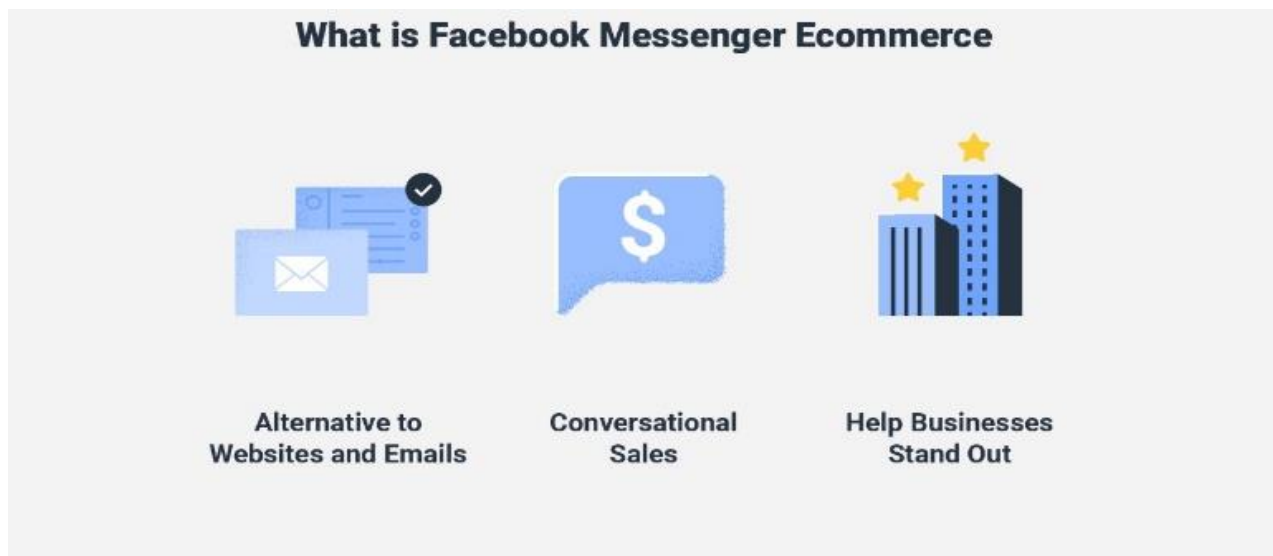 What is Facebook Messenger Ecommerce
$
Alternative to
Websites and Emails
Conversational
Sales
Help Businesses
Stand Out